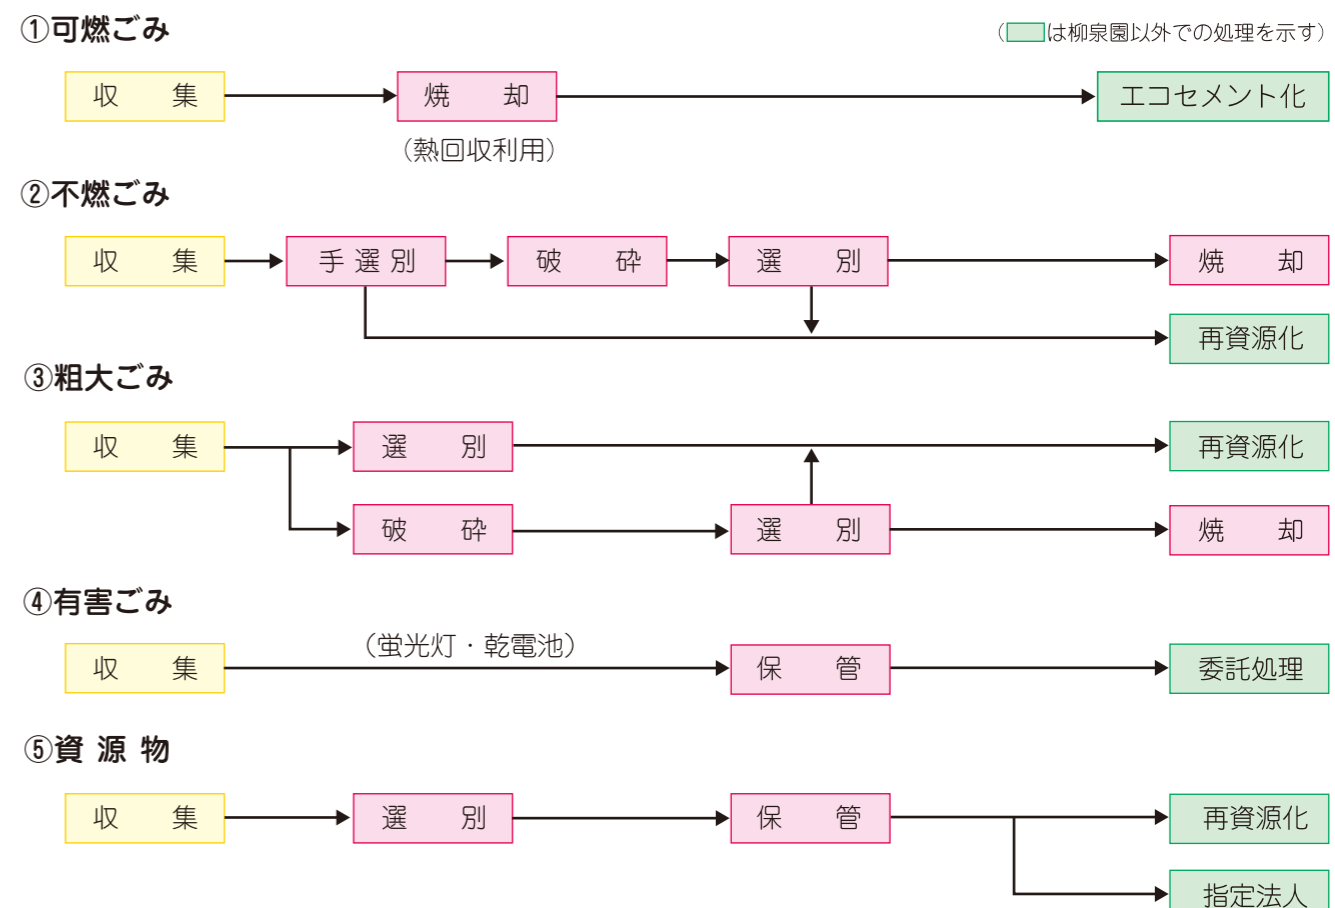 ①可燃ごみ
（ は柳泉園以外での処理を示す）
収 集 焼 却 エコセメント化
（熱回収利用）
②不燃ごみ
収 集 手選別 破 砕 選 別 焼 却
再資源化
③粗大ごみ
収 集 選 別 再資源化
破 砕 選 別 焼 却
④有害ごみ
（蛍光灯・乾電池）
収 集 保 管 委託処理
⑤資源物
収 集 選 別 保 管 再資源化
指定法人